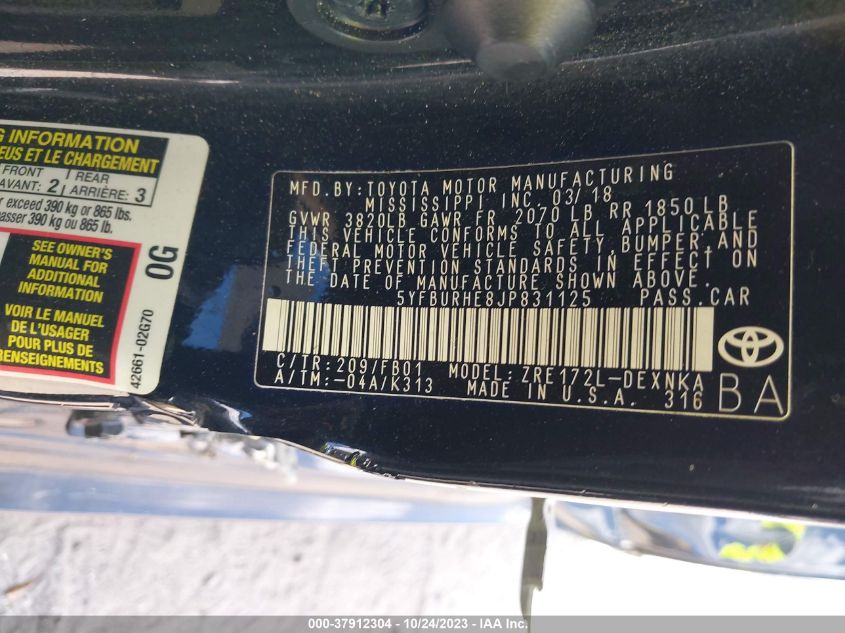 G INFORMATION
EUS ET LE CHARGEMENT
FRONT AVANT: 2 REAR ARRIÈRE: 3
exceed 390 kg or 865 lbs.
asser 390 kg ou 865 lb.
SEE OWNER'S
MANUAL FOR
ADDITIONAL
INFORMATION
VOIR LE MANUEL
DE L'USAGER
POUR PLUS DE
RENSEIGNEMENTS
OG
42661-02G70
MFD. BY: TOYOTA MOTOR MANUFACTURING
MISSISSIPPI INC. 03/18
GVWR 3820LB GAWR FR 2070 LB RR 1850 LB
THIS VEHICLE CONFORMS TO ALL APPLICABLE
FEDERAL MOTOR VEHICLE SAFETY, BUMPER, AND
THEFT PREVENTION STANDARDS IN EFFECT ON
THE DATE OF MANUFACTURE SHOWN ABOVE.
5YFBURHE8JP831125 PASS. CAR
C/TR: 209/FB01 MODEL: ZRE172L-DEXNKA
A/TM: -04A/K313 MADE IN U.S.A. 316
BA
TOYOTA
000-37912304 - 10/24/2023 - IAA Inc.